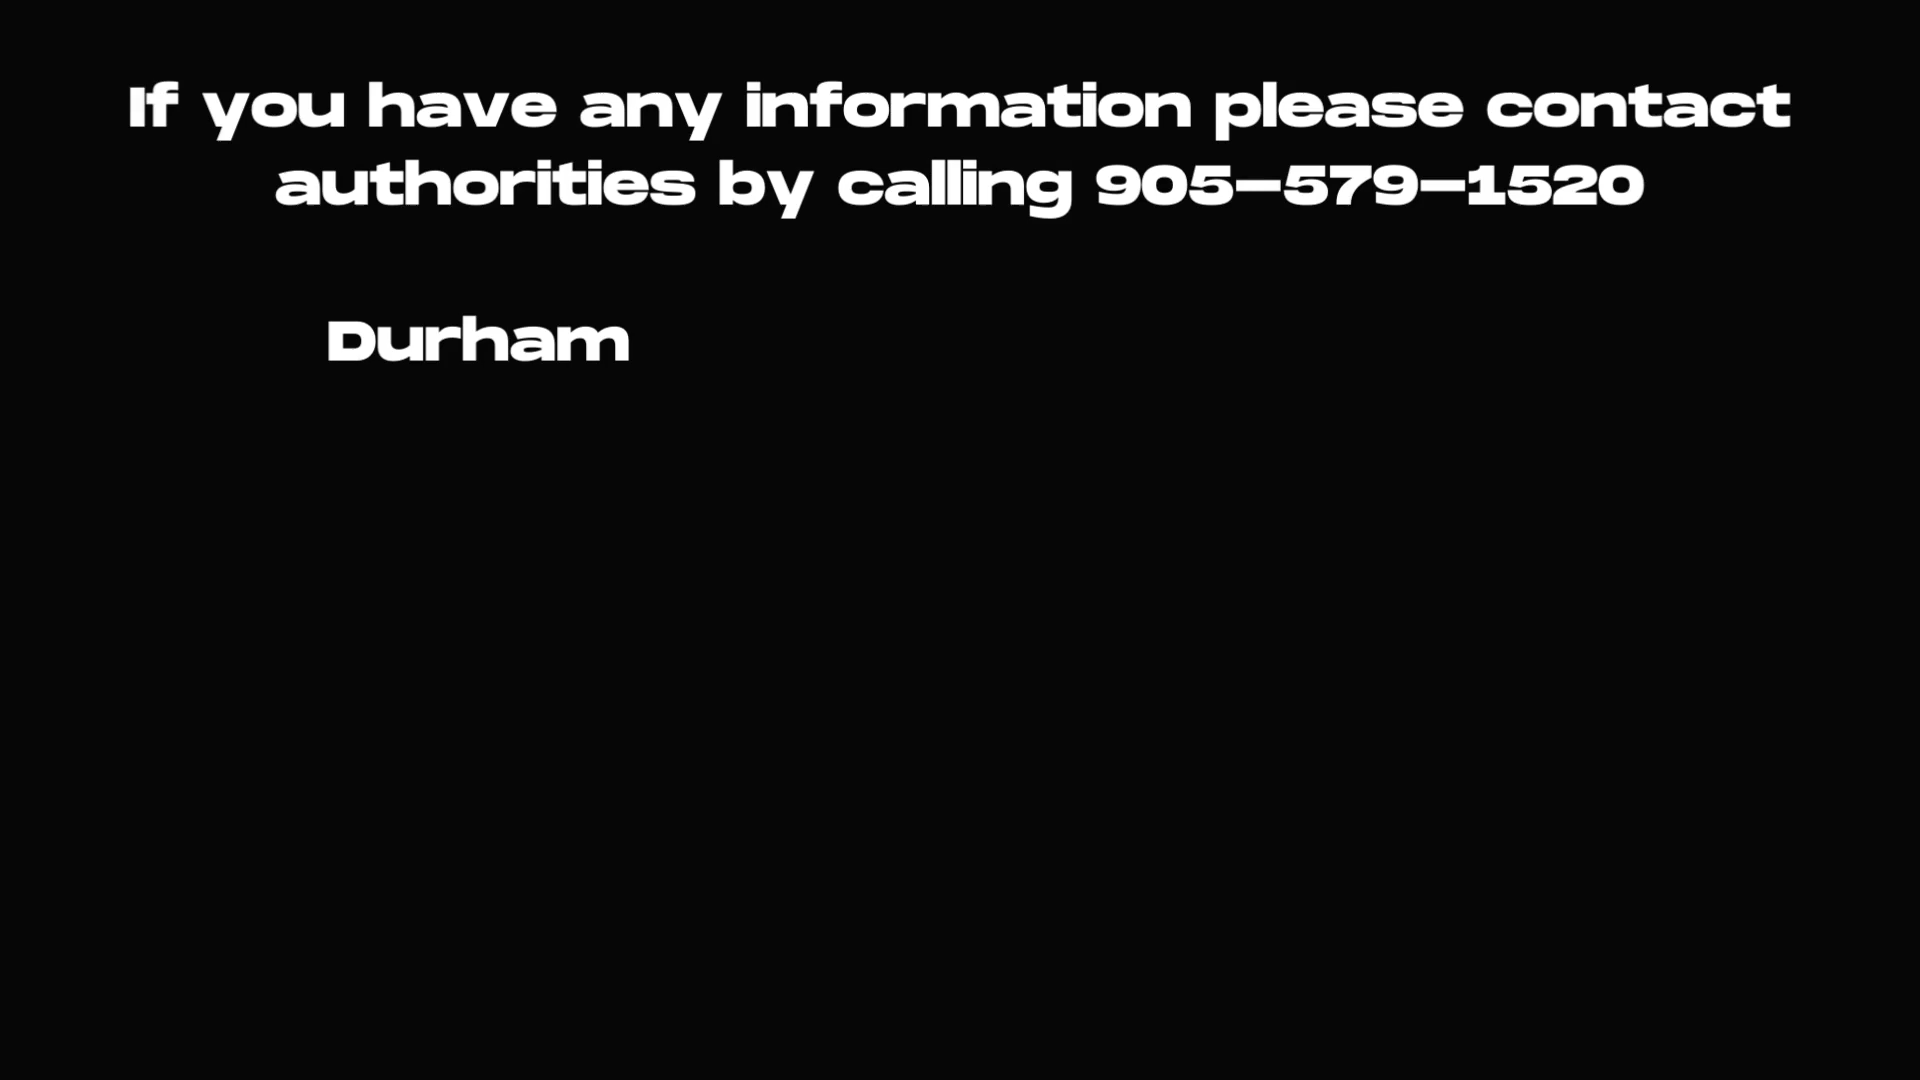 If you have any information please contact
authorities by calling 905-579-1520
Durham